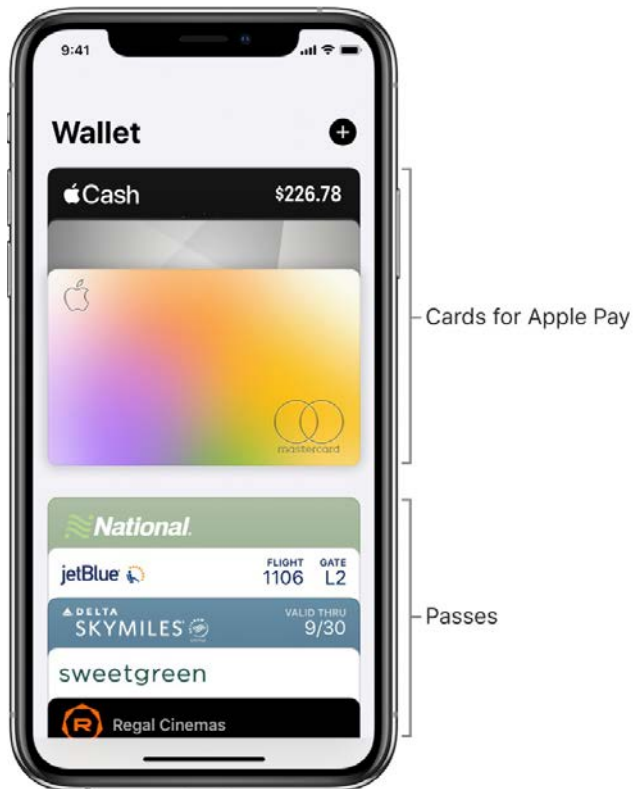 9:41
Wallet
Cash $226.78
mastercard
Cards for Apple Pay
National.
jetBlue FLIGHT 1106 GATE L2
DELTA SKYMILES VALID THRU 9/30
sweetgreen
R Regal Cinemas
Passes